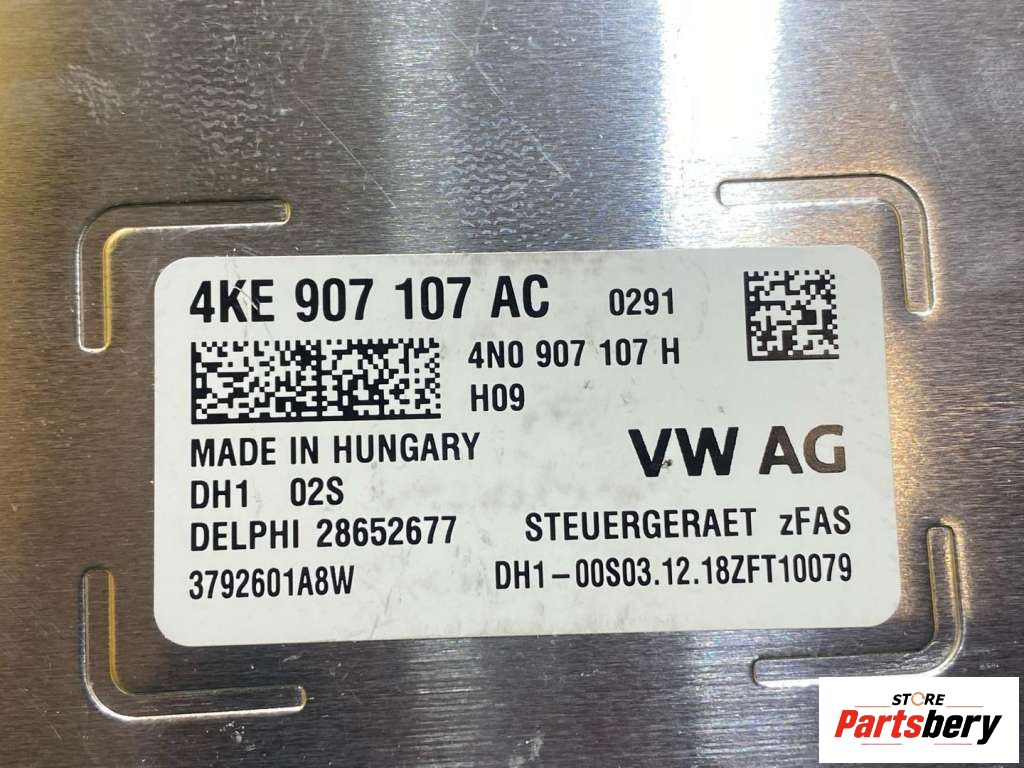 4KE 907 107 AC 0291
4N0 907 107 H
H09
MADE IN HUNGARY
VW AG
DH1 02S
DELPHI 28652677
STEUERGERAET zFAS
3792601A8W
DH1-00S03.12.18ZFT10079
STORE
Partsbery